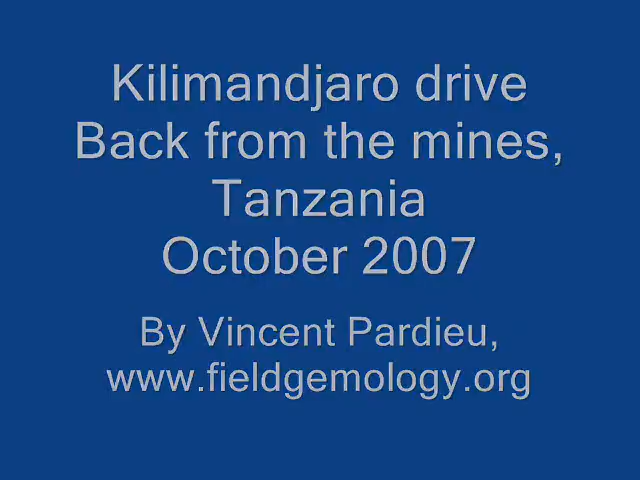 Kilimandjaro drive
Back from the mines,
Tanzania
October 2007
By Vincent Pardieu,
www.fieldgemology.org